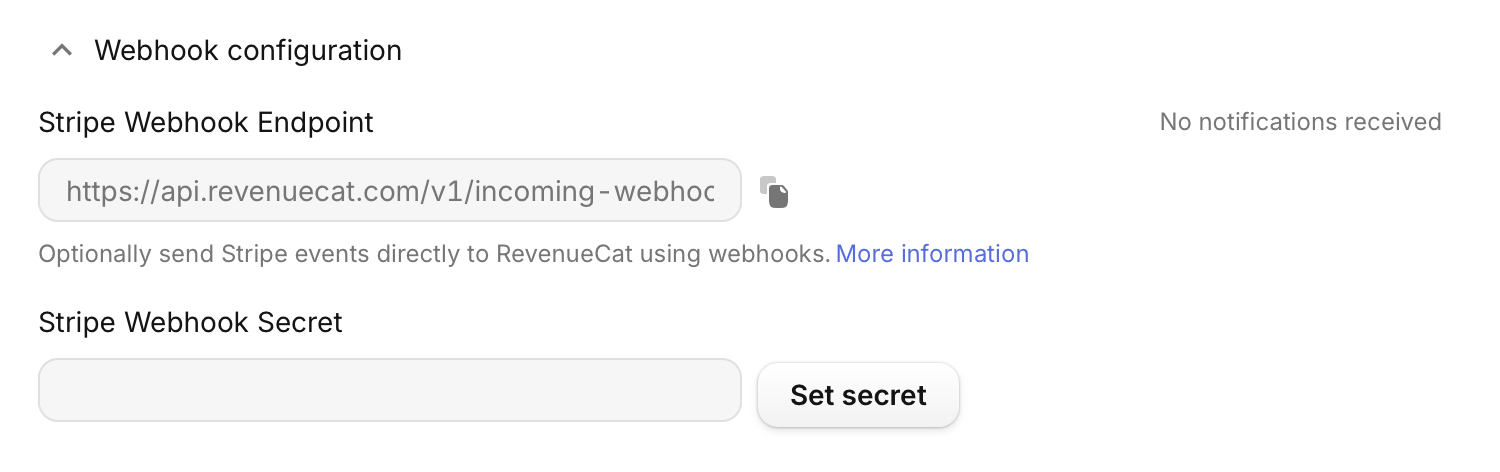 Webhook configuration
Stripe Webhook Endpoint
No notifications received
https://api.revenuecat.com/v1/incoming-webhoc
Optionally send Stripe events directly to RevenueCat using webhooks. More information
Stripe Webhook Secret
Set secret